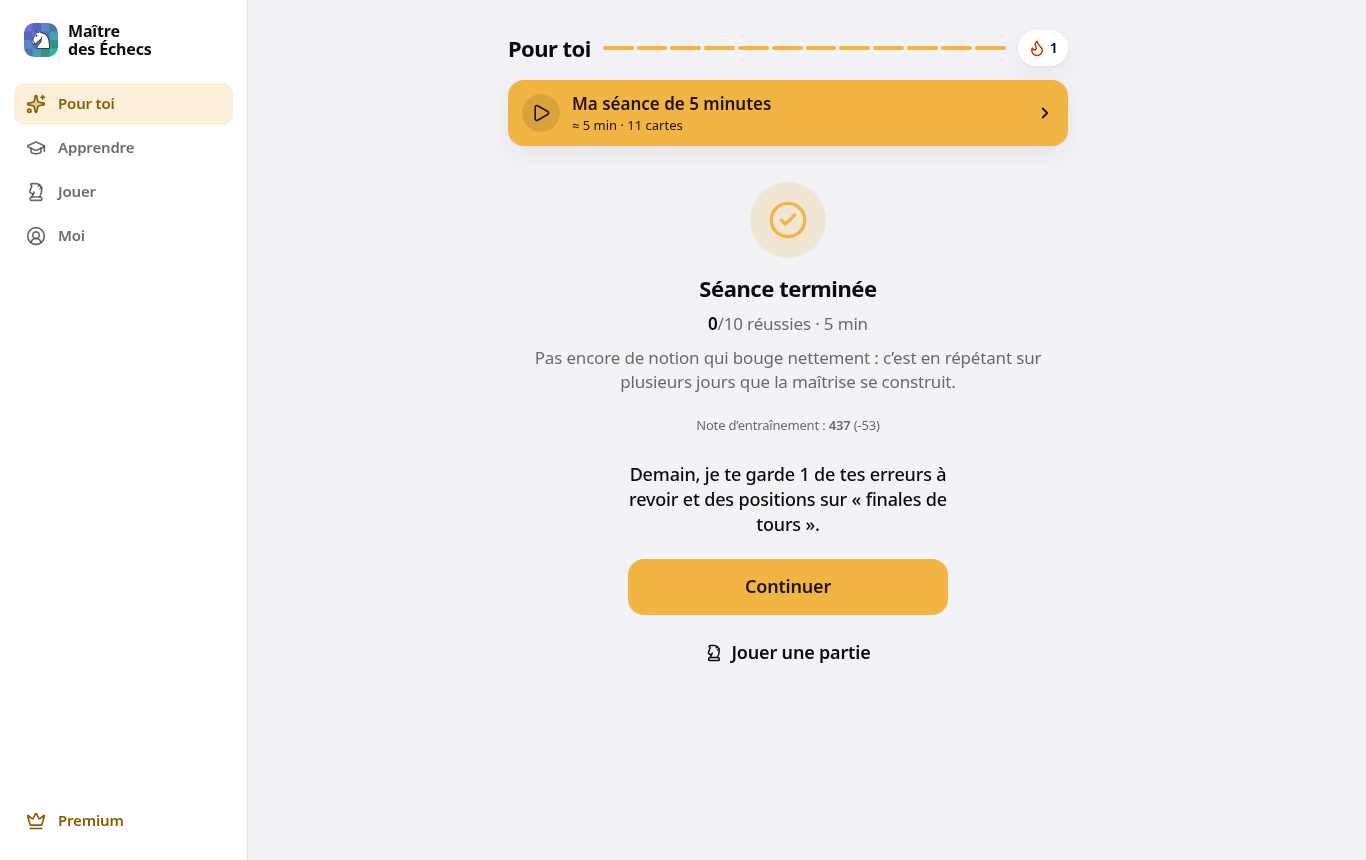 Maître
des Échecs
Pour toi
Apprendre
Jouer
Moi
Premium
Pour toi
1
Ma séance de 5 minutes
≈ 5 min · 11 cartes
Séance terminée
0/10 réussies · 5 min
Pas encore de notion qui bouge nettement : c’est en répétant sur
plusieurs jours que la maîtrise se construit.
Note d’entraînement : 437 (-53)
Demain, je te garde 1 de tes erreurs à
revoir et des positions sur « finales de
tours ».
Continuer
Jouer une partie